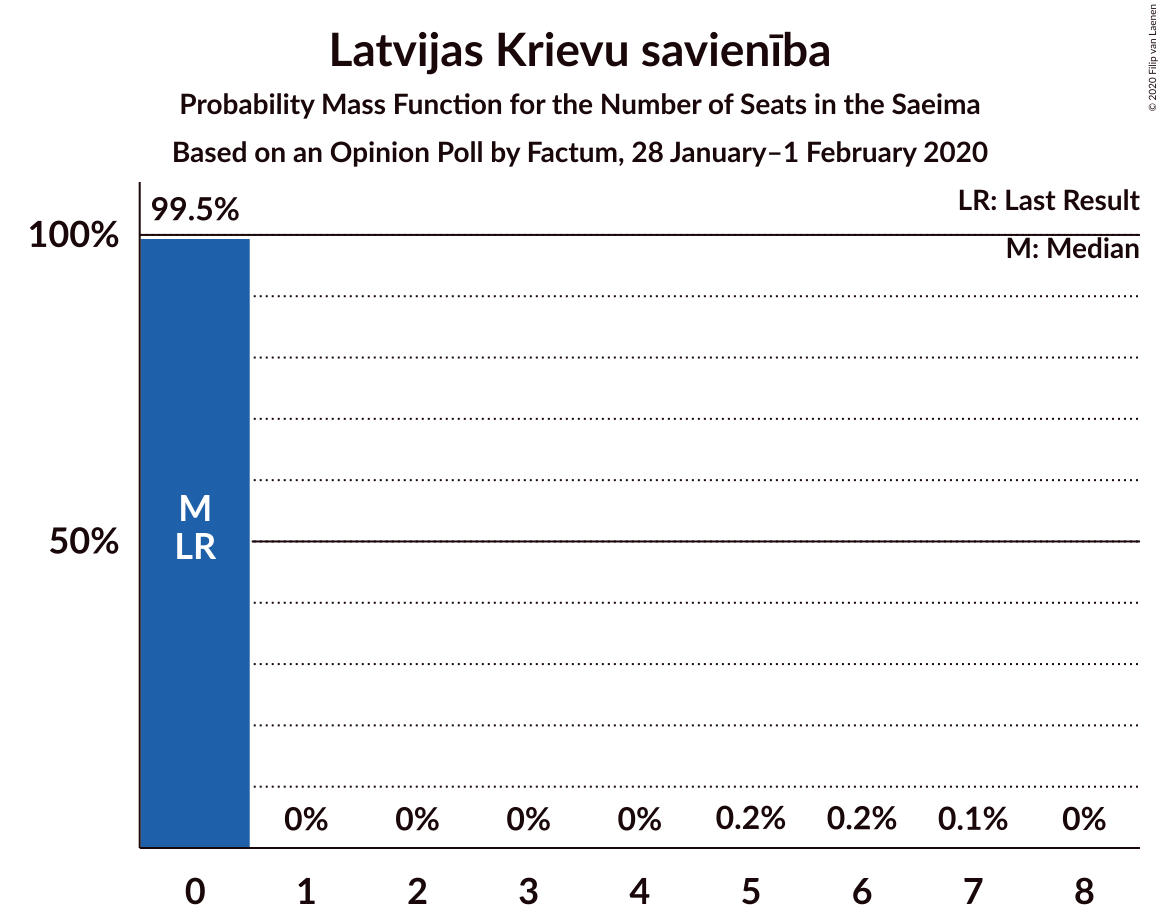 Latvijas Krievu savienība
Probability Mass Function for the Number of Seats in the Saeima
Based on an Opinion Poll by Factum, 28 January–1 February 2020
© 2020 Filip van Laenen
LR: Last Result
M: Median
99.5%
100%
50%
M
LR
0% 0% 0% 0% 0.2% 0.2% 0.1% 0%
0 1 2 3 4 5 6 7 8